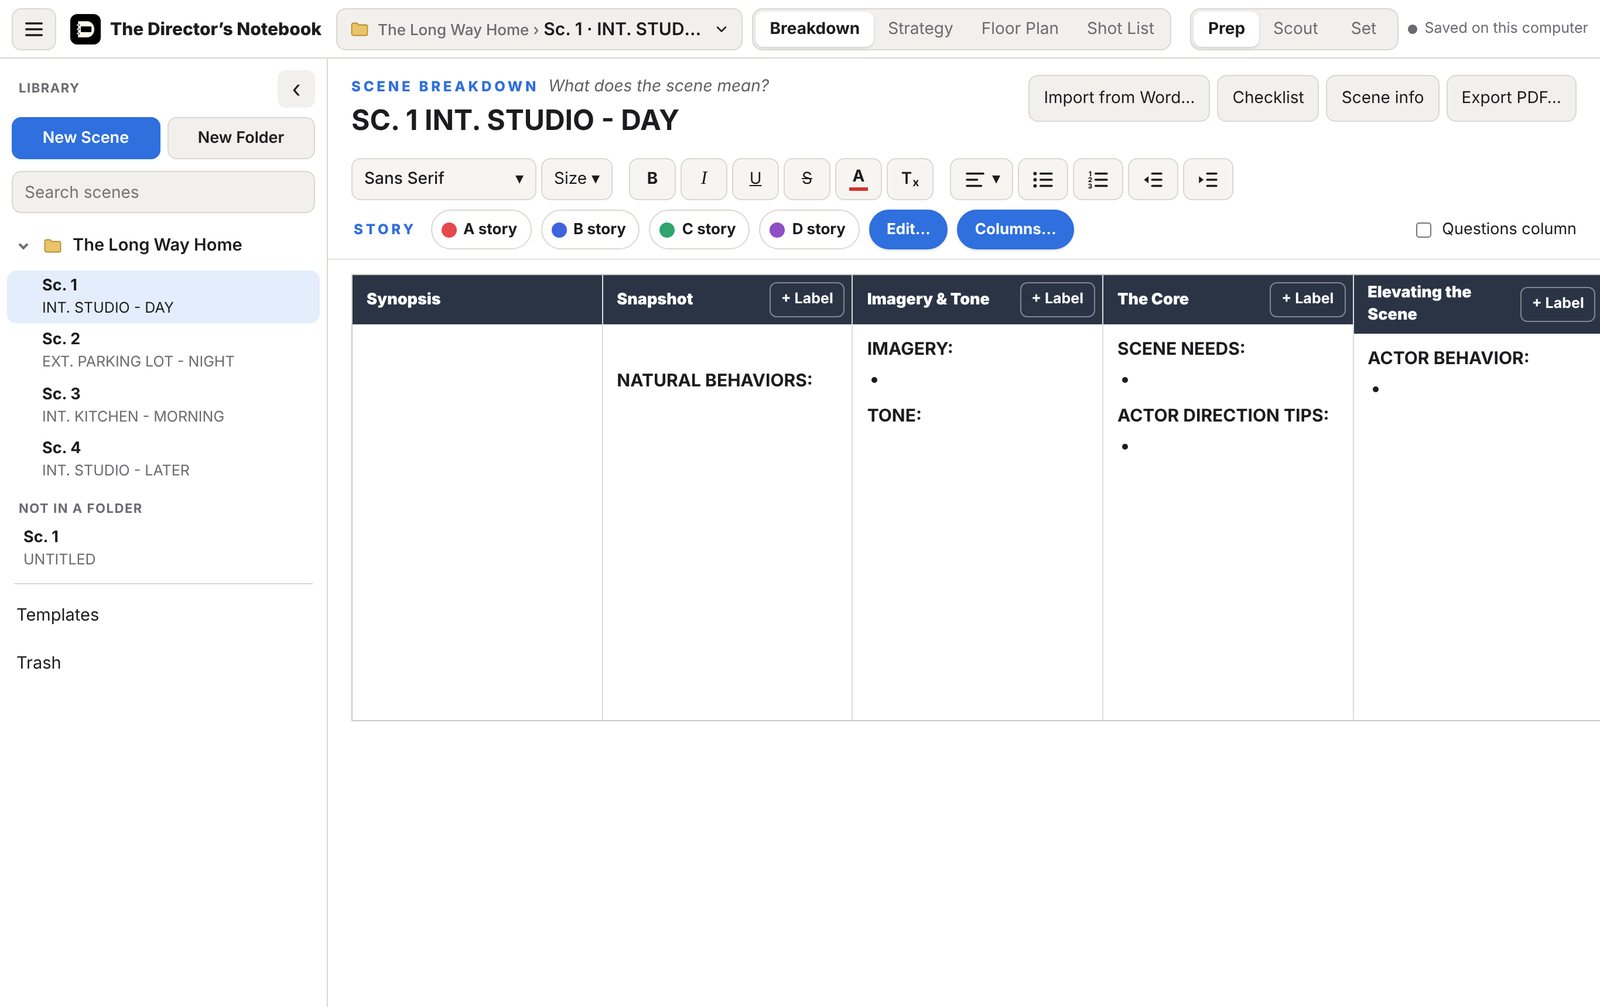 The Director’s Notebook
The Long Way Home › Sc. 1 · INT. STUD...
Breakdown
Strategy
Floor Plan
Shot List
Prep
Scout
Set
Saved on this computer
LIBRARY
New Scene
New Folder
Search scenes
The Long Way Home
Sc. 1
INT. STUDIO - DAY
Sc. 2
EXT. PARKING LOT - NIGHT
Sc. 3
INT. KITCHEN - MORNING
Sc. 4
INT. STUDIO - LATER
NOT IN A FOLDER
Sc. 1
UNTITLED
Templates
Trash
SCENE BREAKDOWN What does the scene mean?
SC. 1 INT. STUDIO - DAY
Import from Word...
Checklist
Scene info
Export PDF...
Sans Serif
Size
B
I
U
S
A
Tx
STORY
A story
B story
C story
D story
Edit...
Columns...
Questions column
Synopsis
Snapshot
+ Label
NATURAL BEHAVIORS:
Imagery & Tone
+ Label
IMAGERY:
•
TONE:
The Core
+ Label
SCENE NEEDS:
•
ACTOR DIRECTION TIPS:
•
Elevating the
Scene
+ Label
ACTOR BEHAVIOR:
•